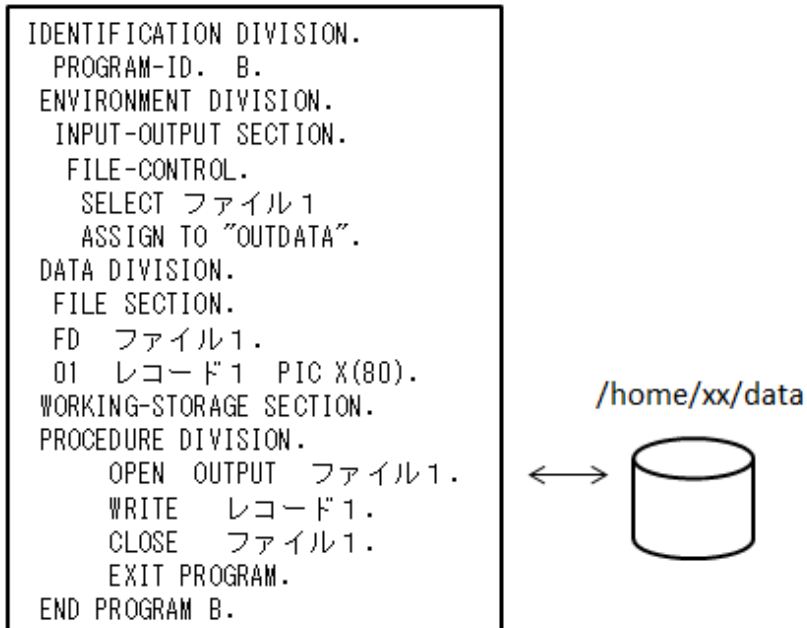 IDENTIFICATION DIVISION.
PROGRAM-ID. B.
ENVIRONMENT DIVISION.
INPUT-OUTPUT SECTION.
FILE-CONTROL.
SELECT ファイル1
ASSIGN TO "OUTDATA".
DATA DIVISION.
FILE SECTION.
FD ファイル1.
01 レコード1 PIC X(80).
WORKING-STORAGE SECTION.
PROCEDURE DIVISION.
OPEN OUTPUT ファイル1.
WRITE レコード1.
CLOSE ファイル1.
EXIT PROGRAM.
END PROGRAM B.
/home/xx/data